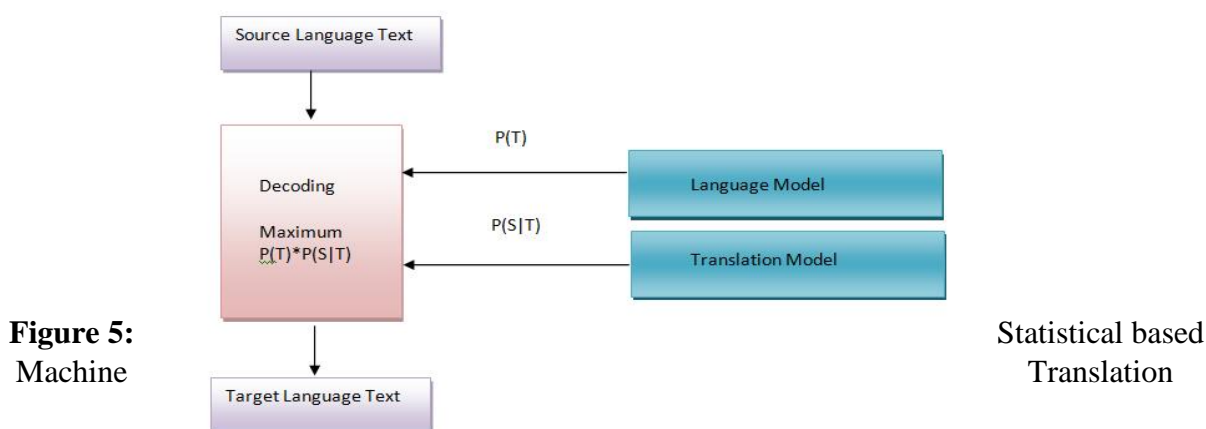 Source Language Text
P(T)
Language Model
Decoding
Maximum
P(T)*P(S|T)
P(S|T)
Translation Model
Figure 5: Statistical based
Machine Translation
Target Language Text